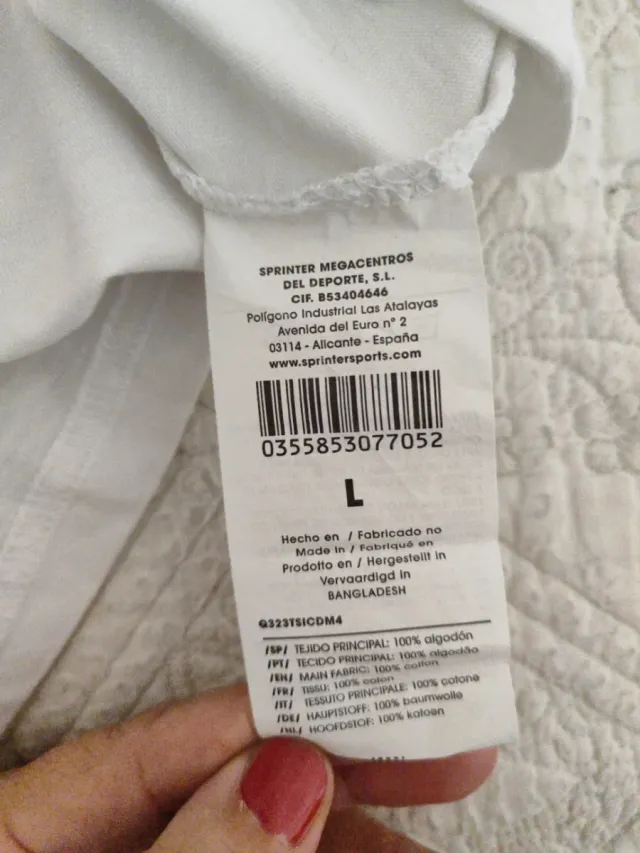 SPRINTER MEGACENTROS
DEL DEPORTE, S.L.
CIF. B53404646
Polígono Industrial Las Atalayas
Avenida del Euro nº 2
03114 - Alicante - España
www.sprintersports.com
0355853077052
L
Hecho en / Fabricado no
Made in / Fabriqué en
Prodotto en / Hergestellt in
Vervaardigd in
BANGLADESH
Q323TSICDM4
/SP/ TEJIDO PRINCIPAL: 100% algodón
/PT/ TECIDO PRINCIPAL: 100% algodão
/EN/ MAIN FABRIC: 100% cotton
/FR/ TISSU: 100% coton
/IT/ TESSUTO PRINCIPALE: 100% cotone
/DE/ HAUPTSTOFF: 100% baumwolle
/NL/ HOOFDSTOF: 100% katoen